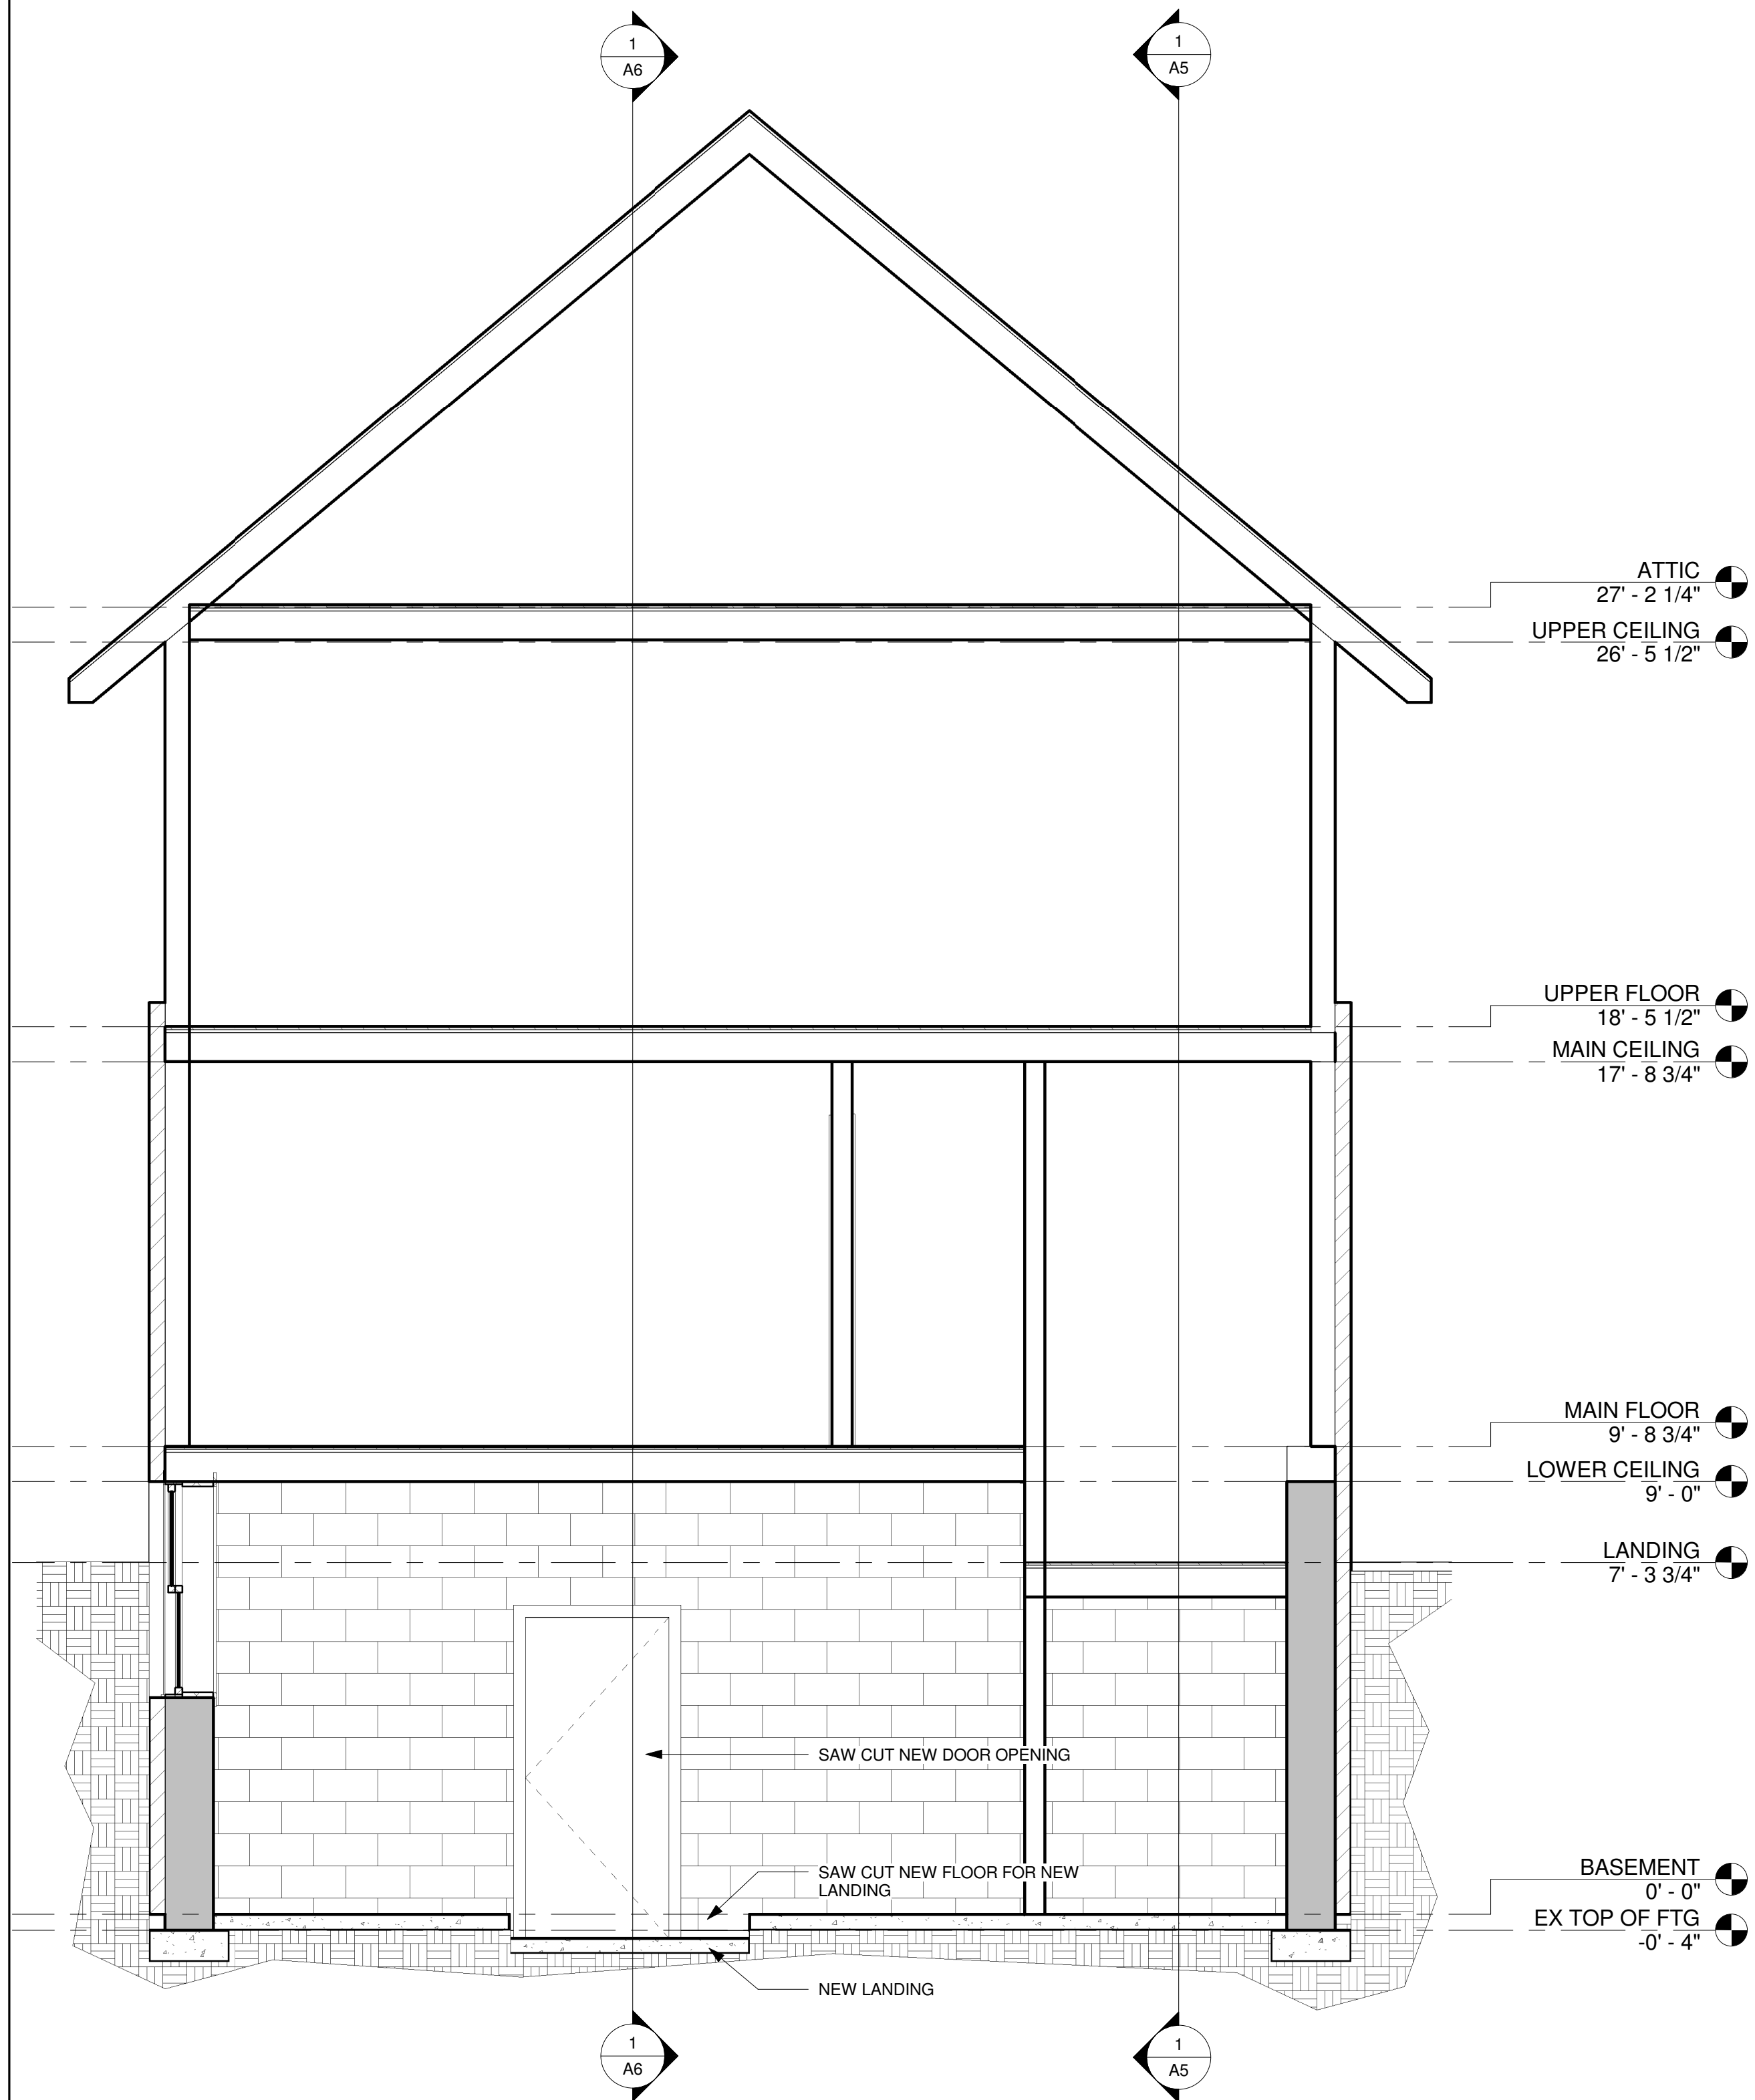 1
A6
1
A5
ATTIC
27' - 2 1/4"
UPPER CEILING
26' - 5 1/2"
UPPER FLOOR
18' - 5 1/2"
MAIN CEILING
17' - 8 3/4"
MAIN FLOOR
9' - 8 3/4"
LOWER CEILING
9' - 0"
LANDING
7' - 3 3/4"
SAW CUT NEW DOOR OPENING
SAW CUT NEW FLOOR FOR NEW
LANDING
BASEMENT
0' - 0"
EX TOP OF FTG
-0' - 4"
NEW LANDING
1
A6
1
A5